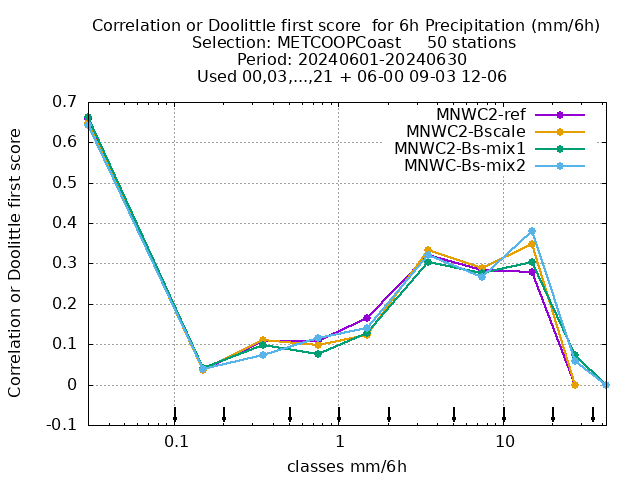 Correlation or Doolittle first score  for 6h Precipitation (mm/6h)
Selection: METCOOPCoast     50 stations
Period: 20240601-20240630
Used 00,03,...,21 + 06-00 09-03 12-06
MNWC2-ref
MNWC2-Bscale
MNWC2-Bs-mix1
MNWC-Bs-mix2
Correlation or Doolittle first score
0.7
0.6
0.5
0.4
0.3
0.2
0.1
0
-0.1
0.1
1
10
classes mm/6h